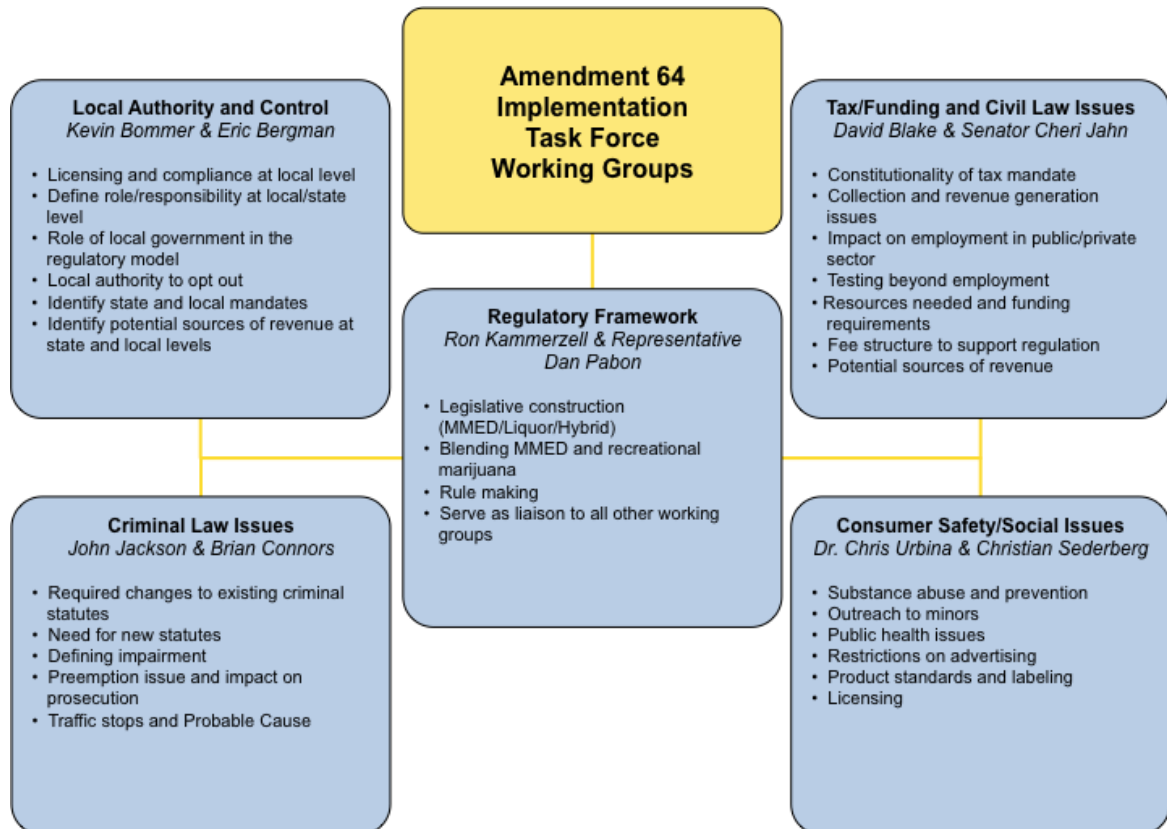 Amendment 64
Implementation
Task Force
Working Groups
Local Authority and Control
Kevin Bommer & Eric Bergman
• Licensing and compliance at local level
• Define role/responsibility at local/state
level
• Role of local government in the
regulatory model
• Local authority to opt out
• Identify state and local mandates
• Identify potential sources of revenue at
state and local levels
Tax/Funding and Civil Law Issues
David Blake & Senator Cheri Jahn
• Constitutionality of tax mandate
• Collection and revenue generation
issues
• Impact on employment in public/private
sector
• Testing beyond employment
• Resources needed and funding
requirements
• Fee structure to support regulation
• Potential sources of revenue
Regulatory Framework
Ron Kammerzell & Representative
Dan Pabon
• Legislative construction
(MMED/Liquor/Hybrid)
• Blending MMED and recreational
marijuana
• Rule making
• Serve as liaison to all other working
groups
Criminal Law Issues
John Jackson & Brian Connors
• Required changes to existing criminal
statutes
• Need for new statutes
• Defining impairment
• Preemption issue and impact on
prosecution
• Traffic stops and Probable Cause
Consumer Safety/Social Issues
Dr. Chris Urbina & Christian Sederberg
• Substance abuse and prevention
• Outreach to minors
• Public health issues
• Restrictions on advertising
• Product standards and labeling
• Licensing